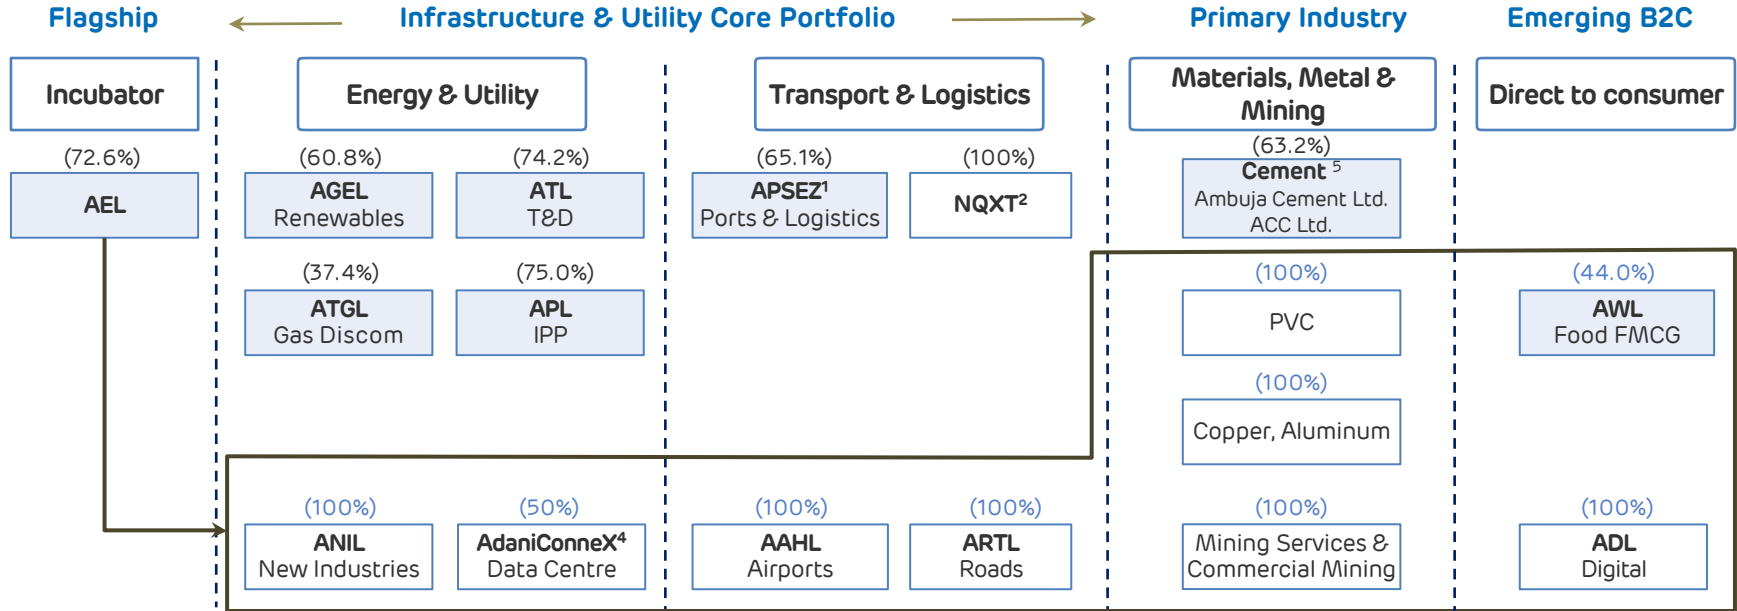 Flagship
Infrastructure & Utility Core Portfolio
Primary Industry
Emerging B2C
Incubator
Energy & Utility
Transport & Logistics
Materials, Metal &
Mining
Direct to consumer
(72.6%)
AEL
(60.8%)
AGEL
Renewables
(74.2%)
ATL
T&D
(65.1%)
APSEZ¹
Ports & Logistics
(100%)
NQXT²
(63.2%)
Cement ⁵
Ambuja Cement Ltd.
ACC Ltd.
(37.4%)
ATGL
Gas Discom
(75.0%)
APL
IPP
(100%)
PVC
(44.0%)
AWL
Food FMCG
(100%)
Copper, Aluminum
(100%)
ANIL
New Industries
(50%)
AdaniConneX⁴
Data Centre
(100%)
AAHL
Airports
(100%)
ARTL
Roads
(100%)
Mining Services &
Commercial Mining
(100%)
ADL
Digital